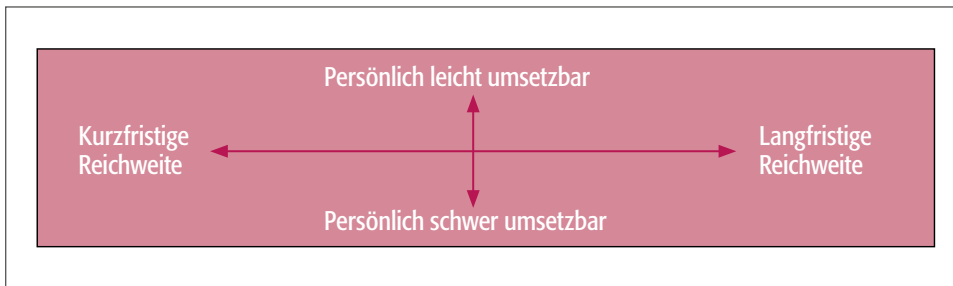 Persönlich leicht umsetzbar
Kurzfristige
Reichweite
Langfristige
Reichweite
Persönlich schwer umsetzbar